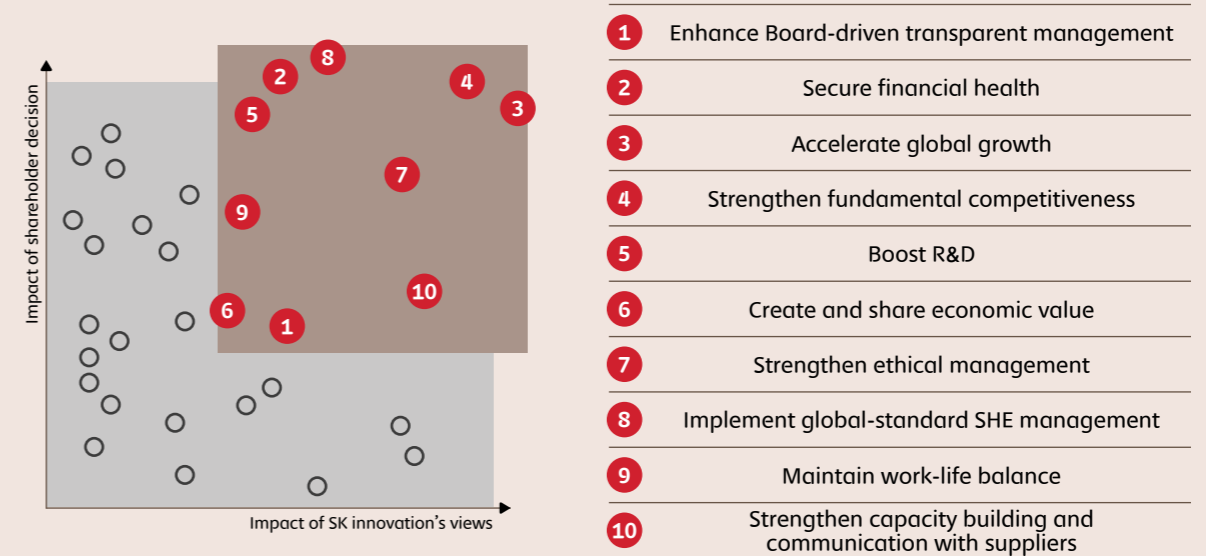 Impact of shareholder decision
8
2
4
3
5
7
9
10
6
1
Impact of SK innovation's views
1 Enhance Board-driven transparent management
2 Secure financial health
3 Accelerate global growth
4 Strengthen fundamental competitiveness
5 Boost R&D
6 Create and share economic value
7 Strengthen ethical management
8 Implement global-standard SHE management
9 Maintain work-life balance
10 Strengthen capacity building and
communication with suppliers